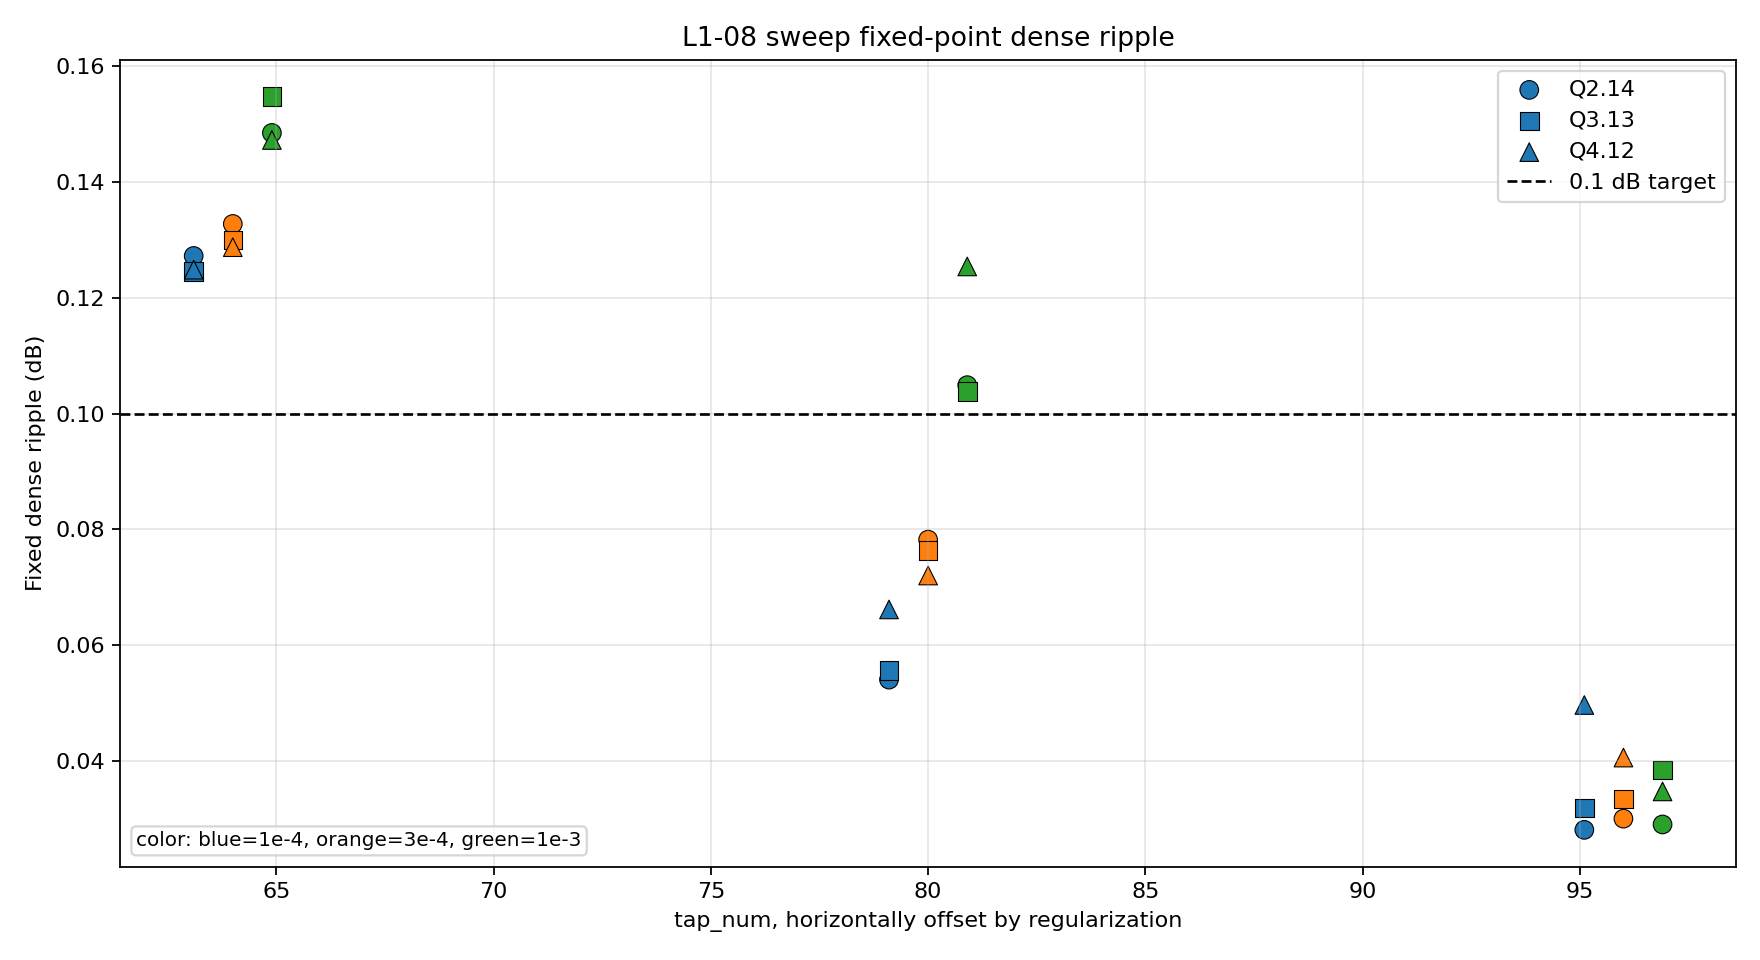 L1-08 sweep fixed-point dense ripple
Fixed dense ripple (dB)
0.16
0.14
0.12
0.10
0.08
0.06
0.04
Q2.14
Q3.13
Q4.12
0.1 dB target
color: blue=1e-4, orange=3e-4, green=1e-3
65 70 75 80 85 90 95
tap_num, horizontally offset by regularization